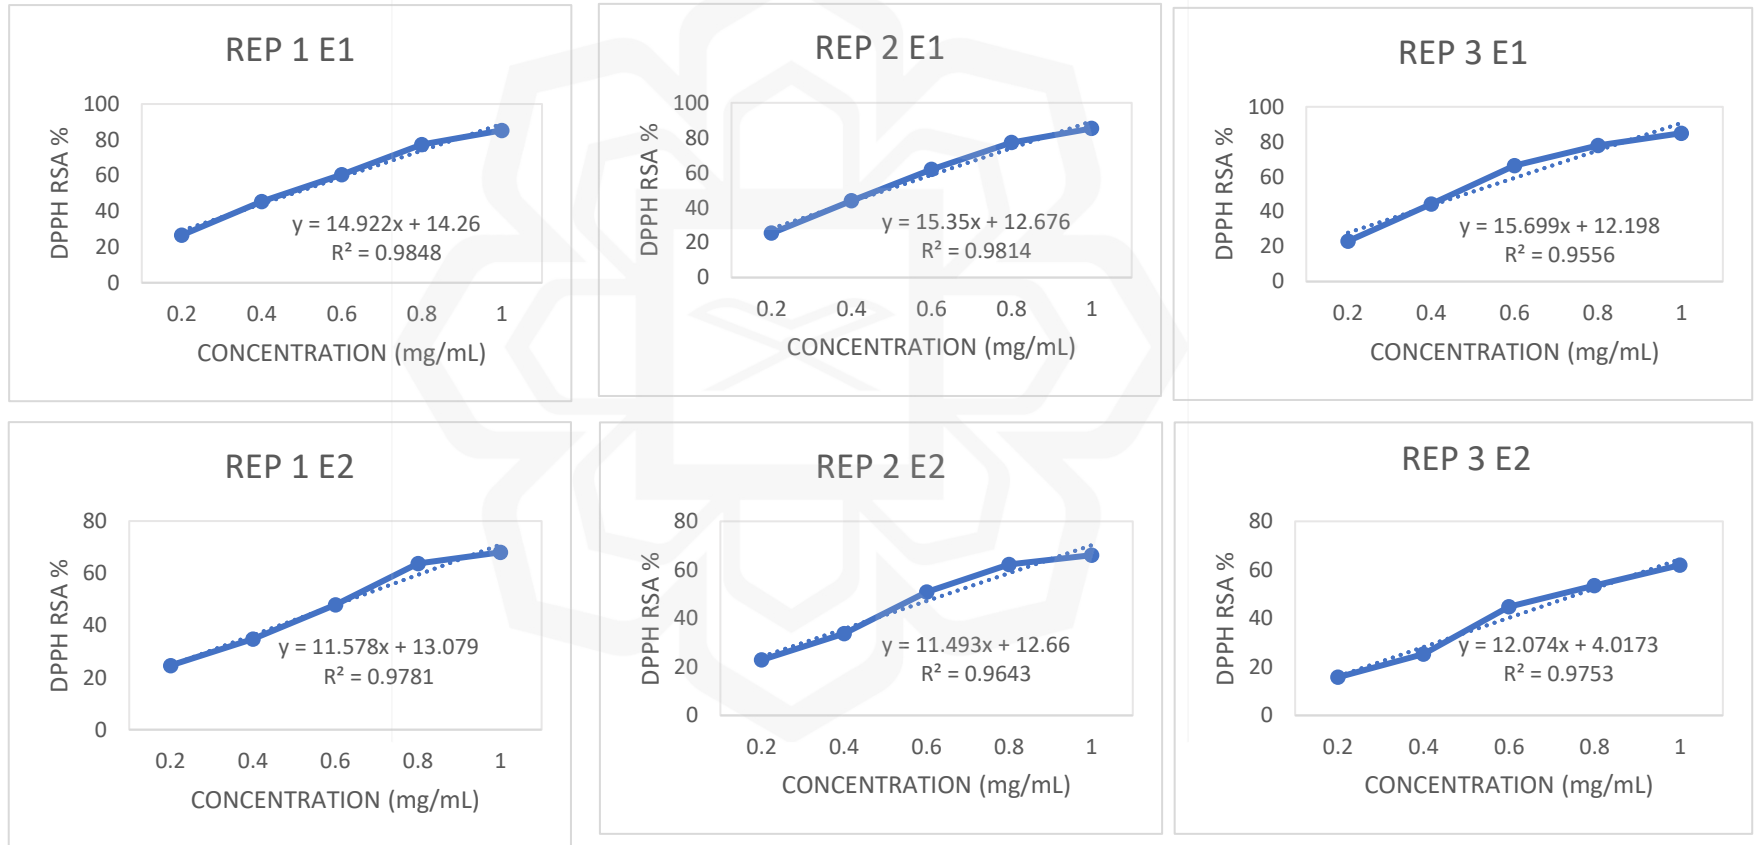 REP 1 E1
DPPH RSA %
100
80
60
40
20
0
y = 14.922x + 14.26
R² = 0.9848
0.2 0.4 0.6 0.8 1
CONCENTRATION (mg/mL)
REP 2 E1
DPPH RSA %
100
80
60
40
20
0
y = 15.35x + 12.676
R² = 0.9814
0.2 0.4 0.6 0.8 1
CONCENTRATION (mg/mL)
REP 3 E1
DPPH RSA %
100
80
60
40
20
0
y = 15.699x + 12.198
R² = 0.9556
0.2 0.4 0.6 0.8 1
CONCENTRATION (mg/mL)
REP 1 E2
DPPH RSA %
80
60
40
20
0
y = 11.578x + 13.079
R² = 0.9781
0.2 0.4 0.6 0.8 1
CONCENTRATION (mg/mL)
REP 2 E2
DPPH RSA %
80
60
40
20
0
y = 11.493x + 12.66
R² = 0.9643
0.2 0.4 0.6 0.8 1
CONCENTRATION (mg/mL)
REP 3 E2
DPPH RSA %
80
60
40
20
0
y = 12.074x + 4.0173
R² = 0.9753
0.2 0.4 0.6 0.8 1
CONCENTRATION (mg/mL)